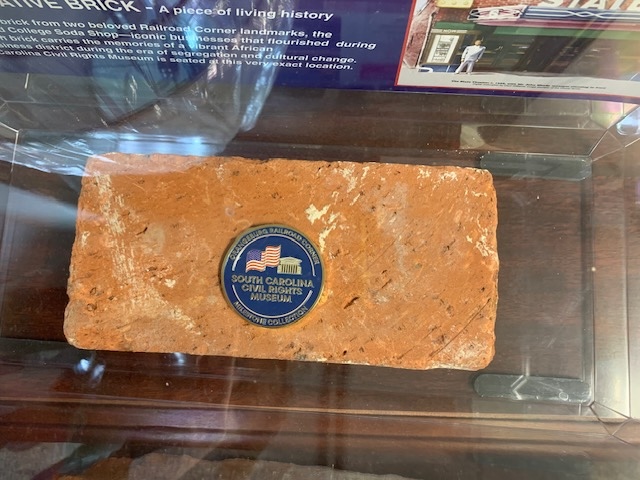 ATIVE BRICK - A piece of living history
brick from two beloved Railroad Corner landmarks, the
d College Soda Shop—iconic businesses that flourished during
r brick carries the memories of a vibrant African
siness district during the era of segregation and cultural change.
Carolina Civil Rights Museum is seated at this very exact location.
STATE
ORANGEBURG RAILROAD CORNER
SOUTH CAROLINA
CIVIL RIGHTS
MUSEUM
COLLECTION